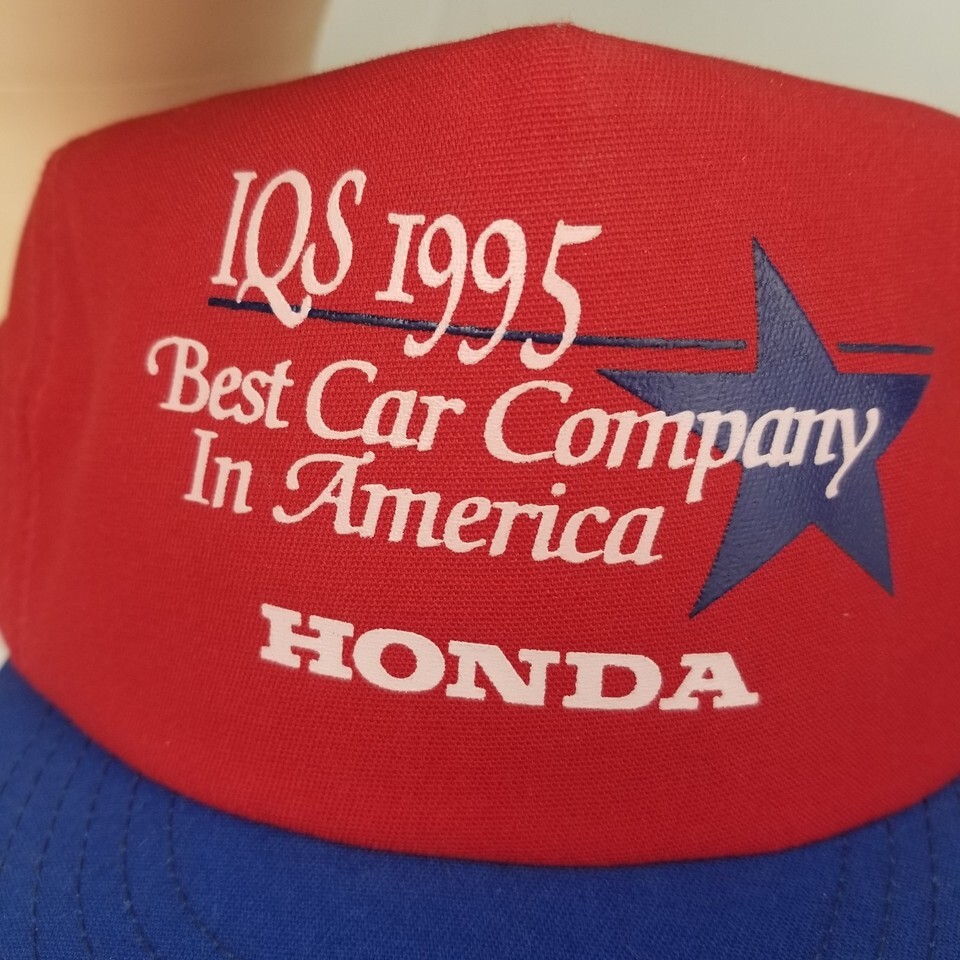 IQS 1995
Best Car Company
In America
HONDA